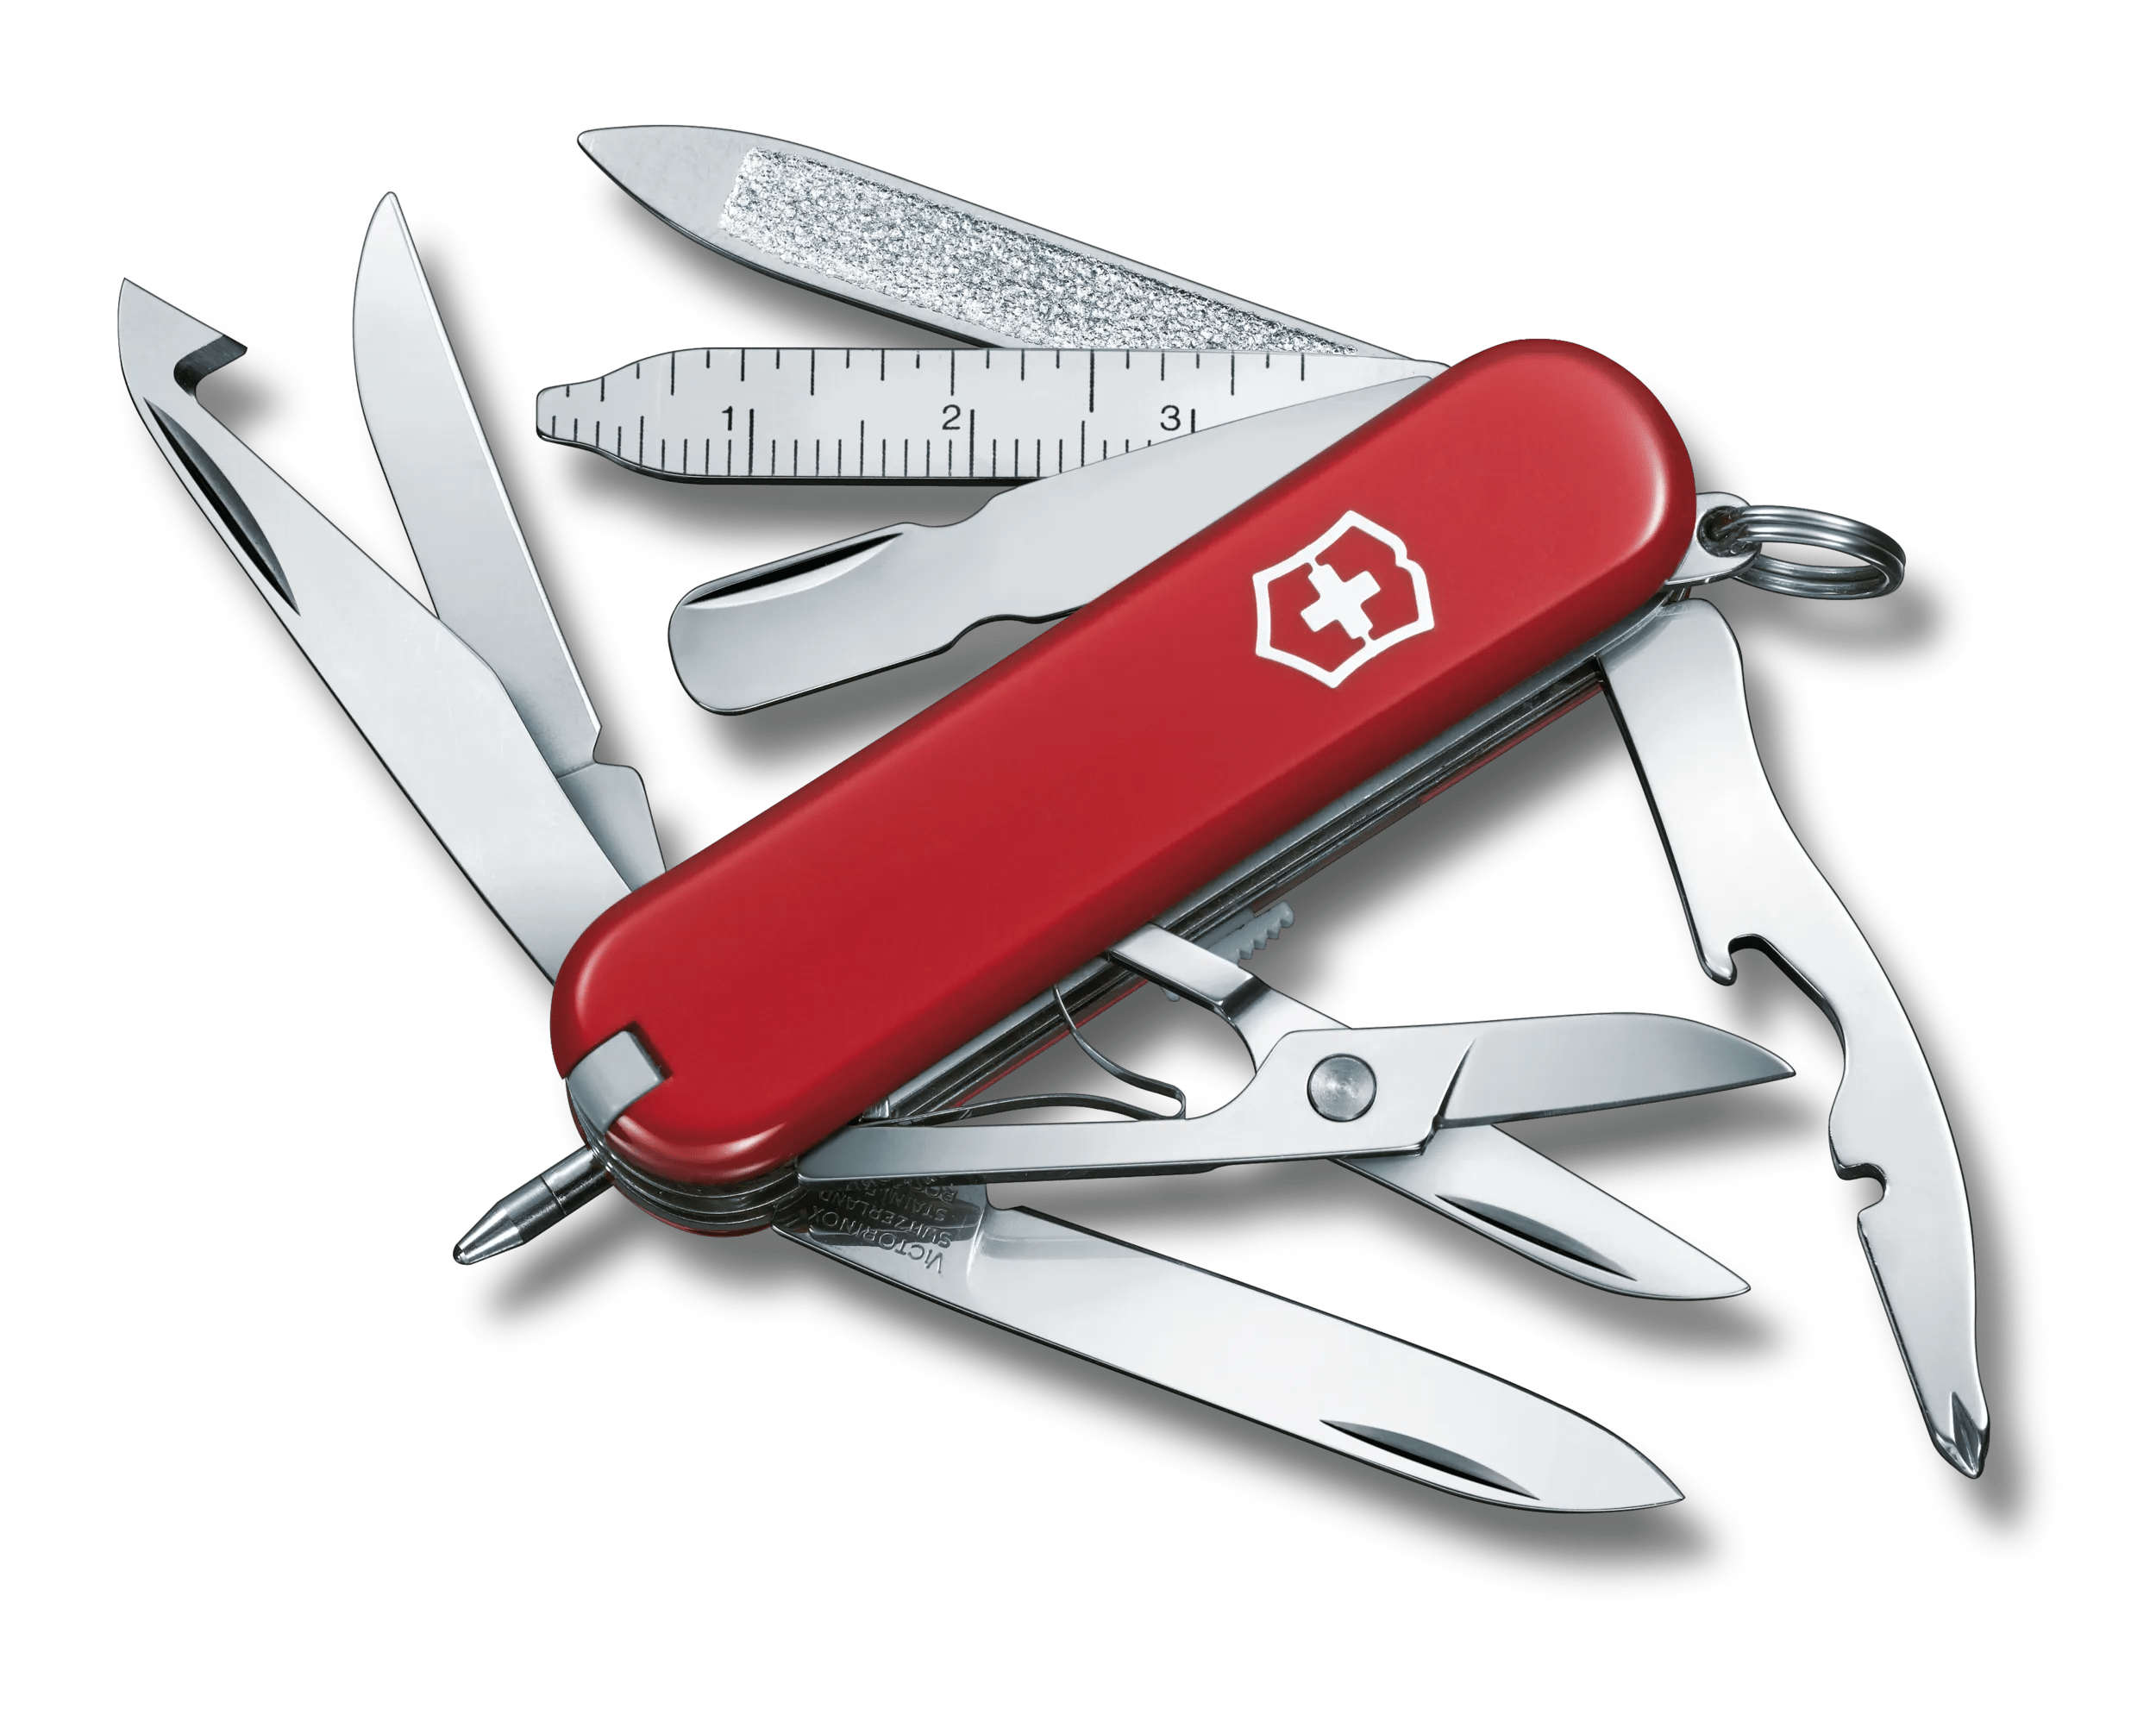 1 2 3
VICTORINOX
SWITZERLAND